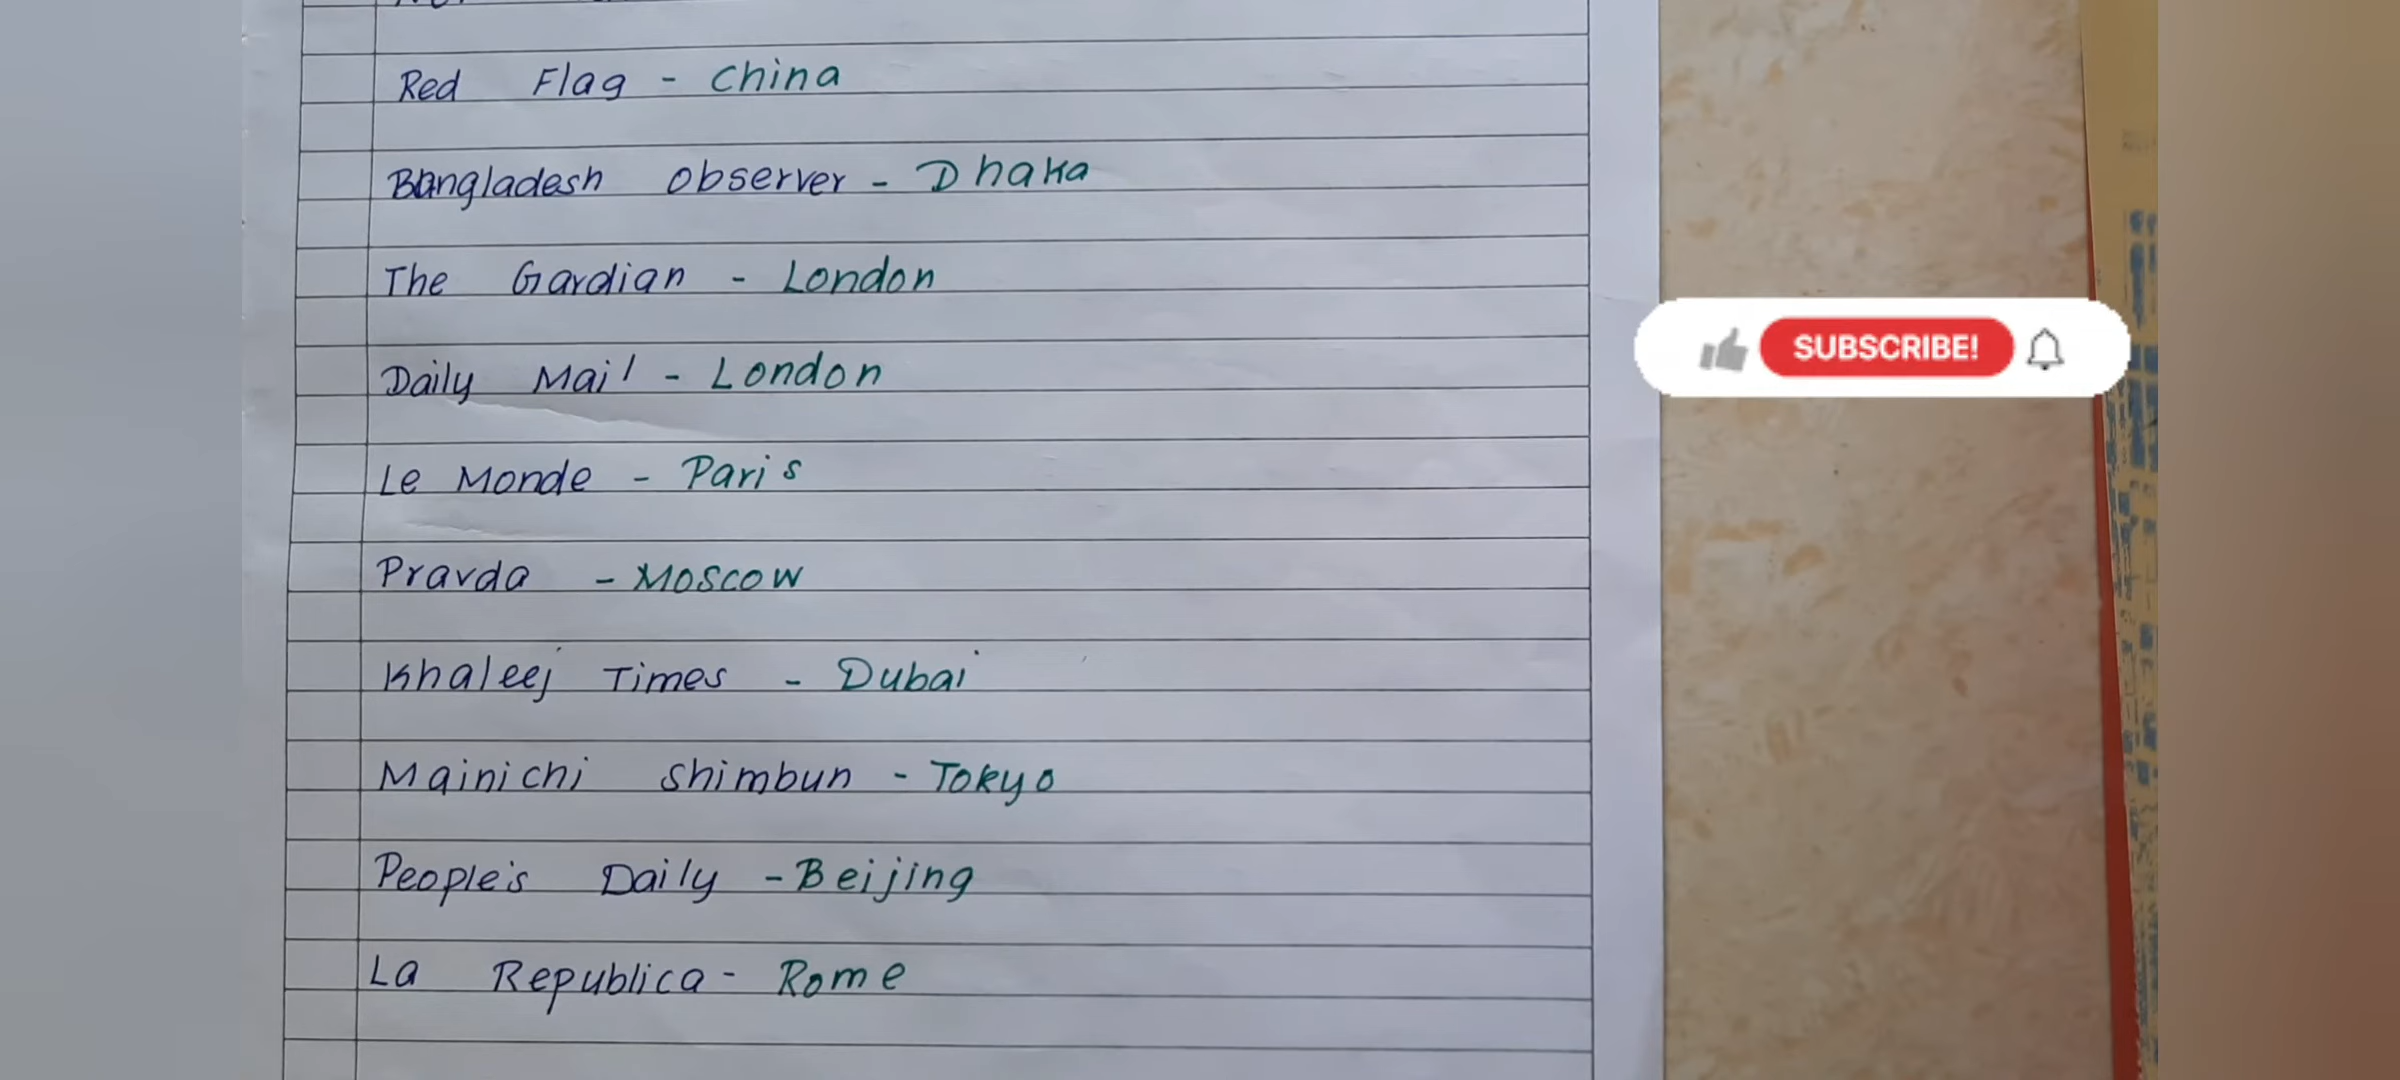 Red Flag - China
Bangladesh Observer - Dhaka
The Gardian - London
Daily Mail - London
SUBSCRIBE!
Le Monde - Paris
Pravda - Moscow
Khaleej Times - Dubai
Mainichi Shimbun - Tokyo
People's Daily - Beijing
La Republica - Rome